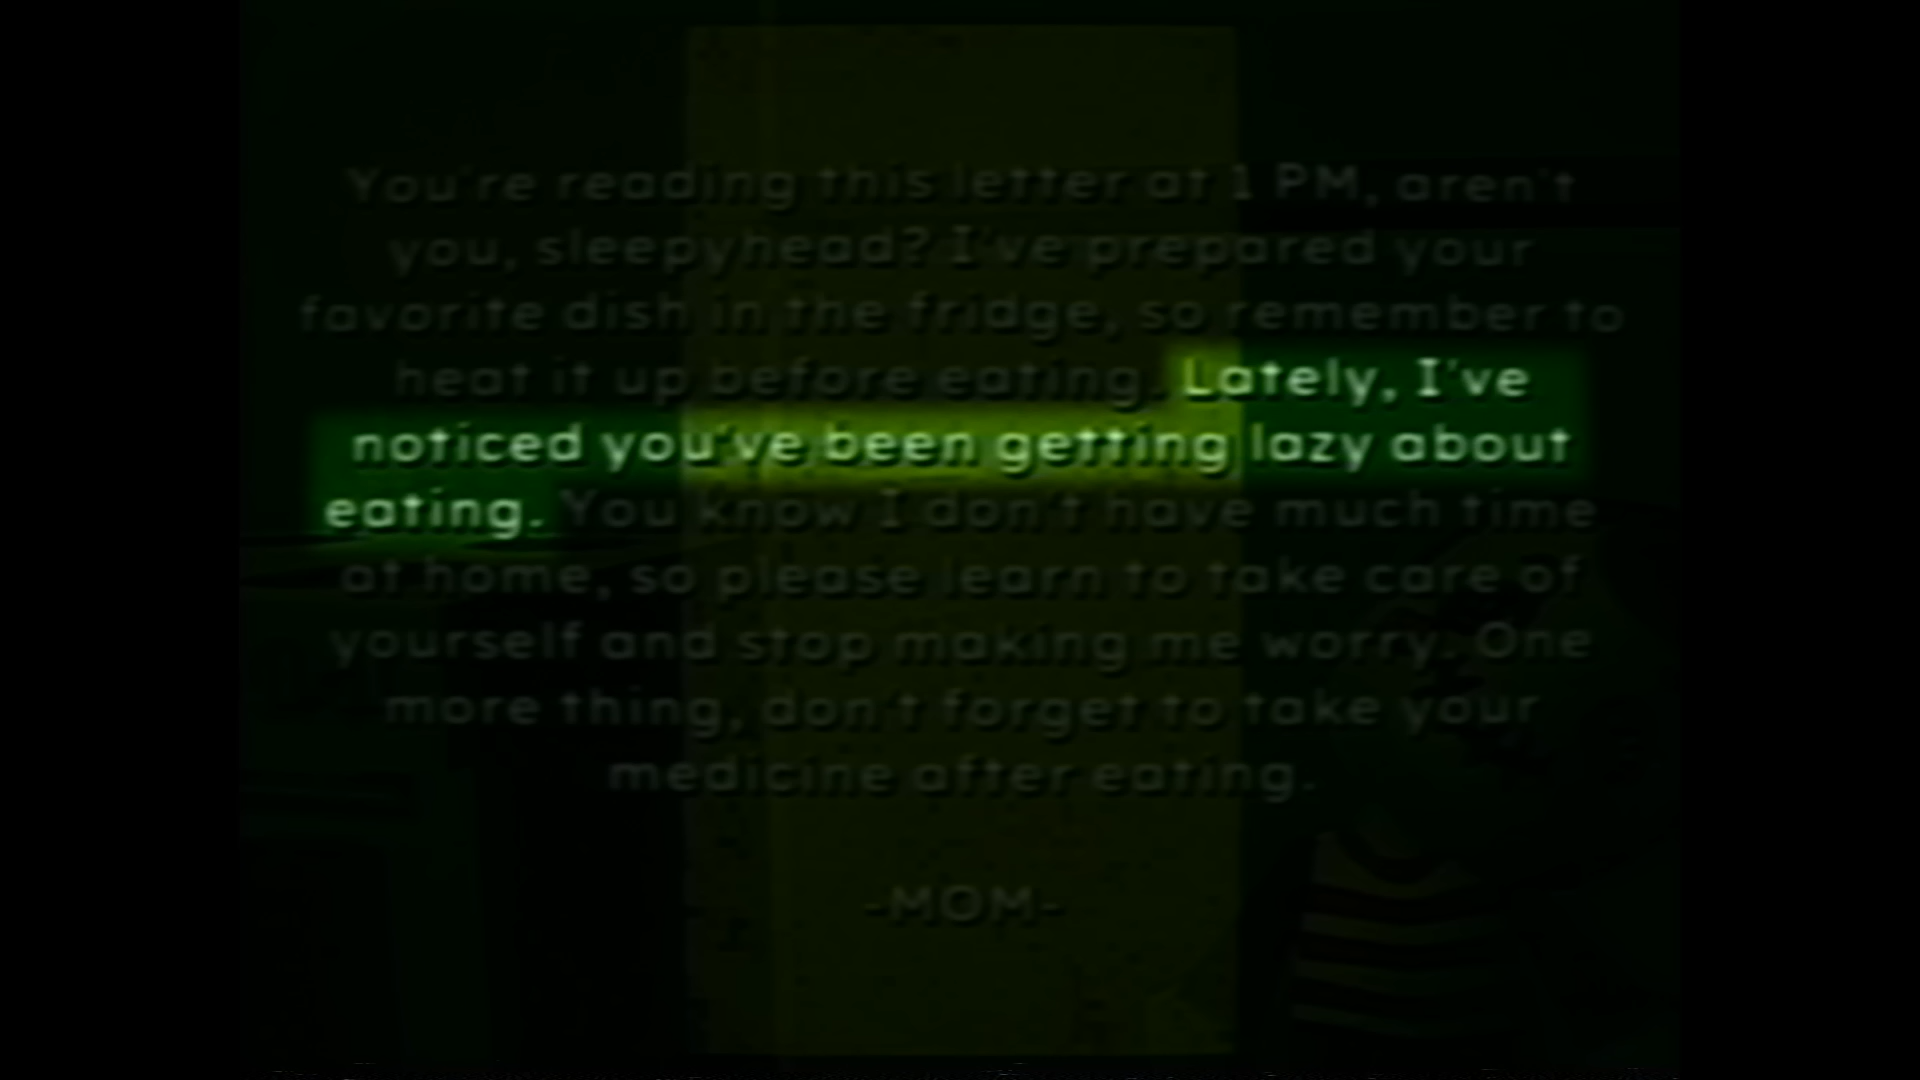 You're reading this letter at 1 PM, aren't
you, sleepyhead? I've prepared your
favorite dish in the fridge, so remember to
heat it up before eating. Lately, I've
noticed you've been getting lazy about
eating. You know I don't have much time
at home, so please learn to take care of
yourself and stop making me worry. One
more thing, don't forget to take your
medicine after eating.
-MOM-